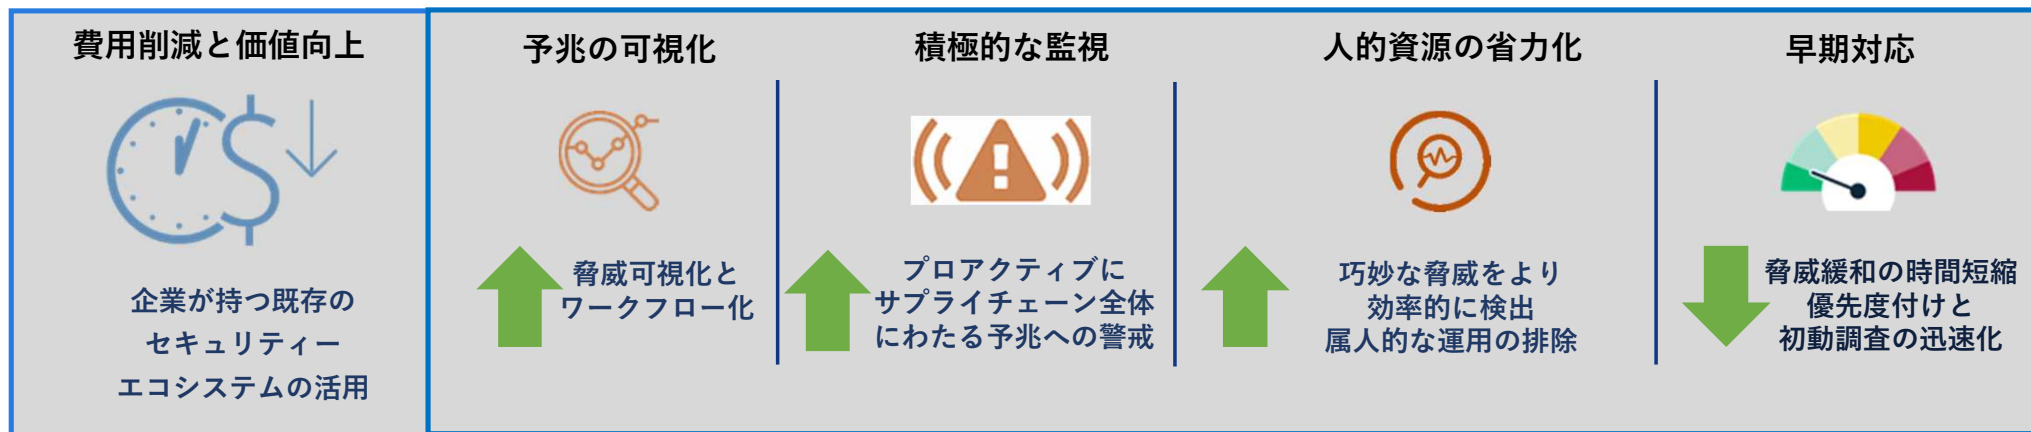 費用削減と価値向上
企業が持つ既存の
セキュリティー
エコシステムの活用
予兆の可視化
脅威可視化と
ワークフロー化
積極的な監視
プロアクティブに
サプライチェーン全体
にわたる予兆への警戒
人的資源の省力化
巧妙な脅威をより
効率的に検出
属人的な運用の排除
早期対応
脅威緩和の時間短縮
優先度付けと
初動調査の迅速化